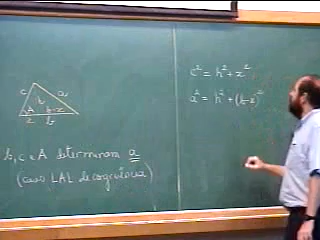 c a
h
A b-x
x b
b, c e Â determinam a
(caso LAL de congruência)
c² = h² + x²
a² = h² + (b-x)²